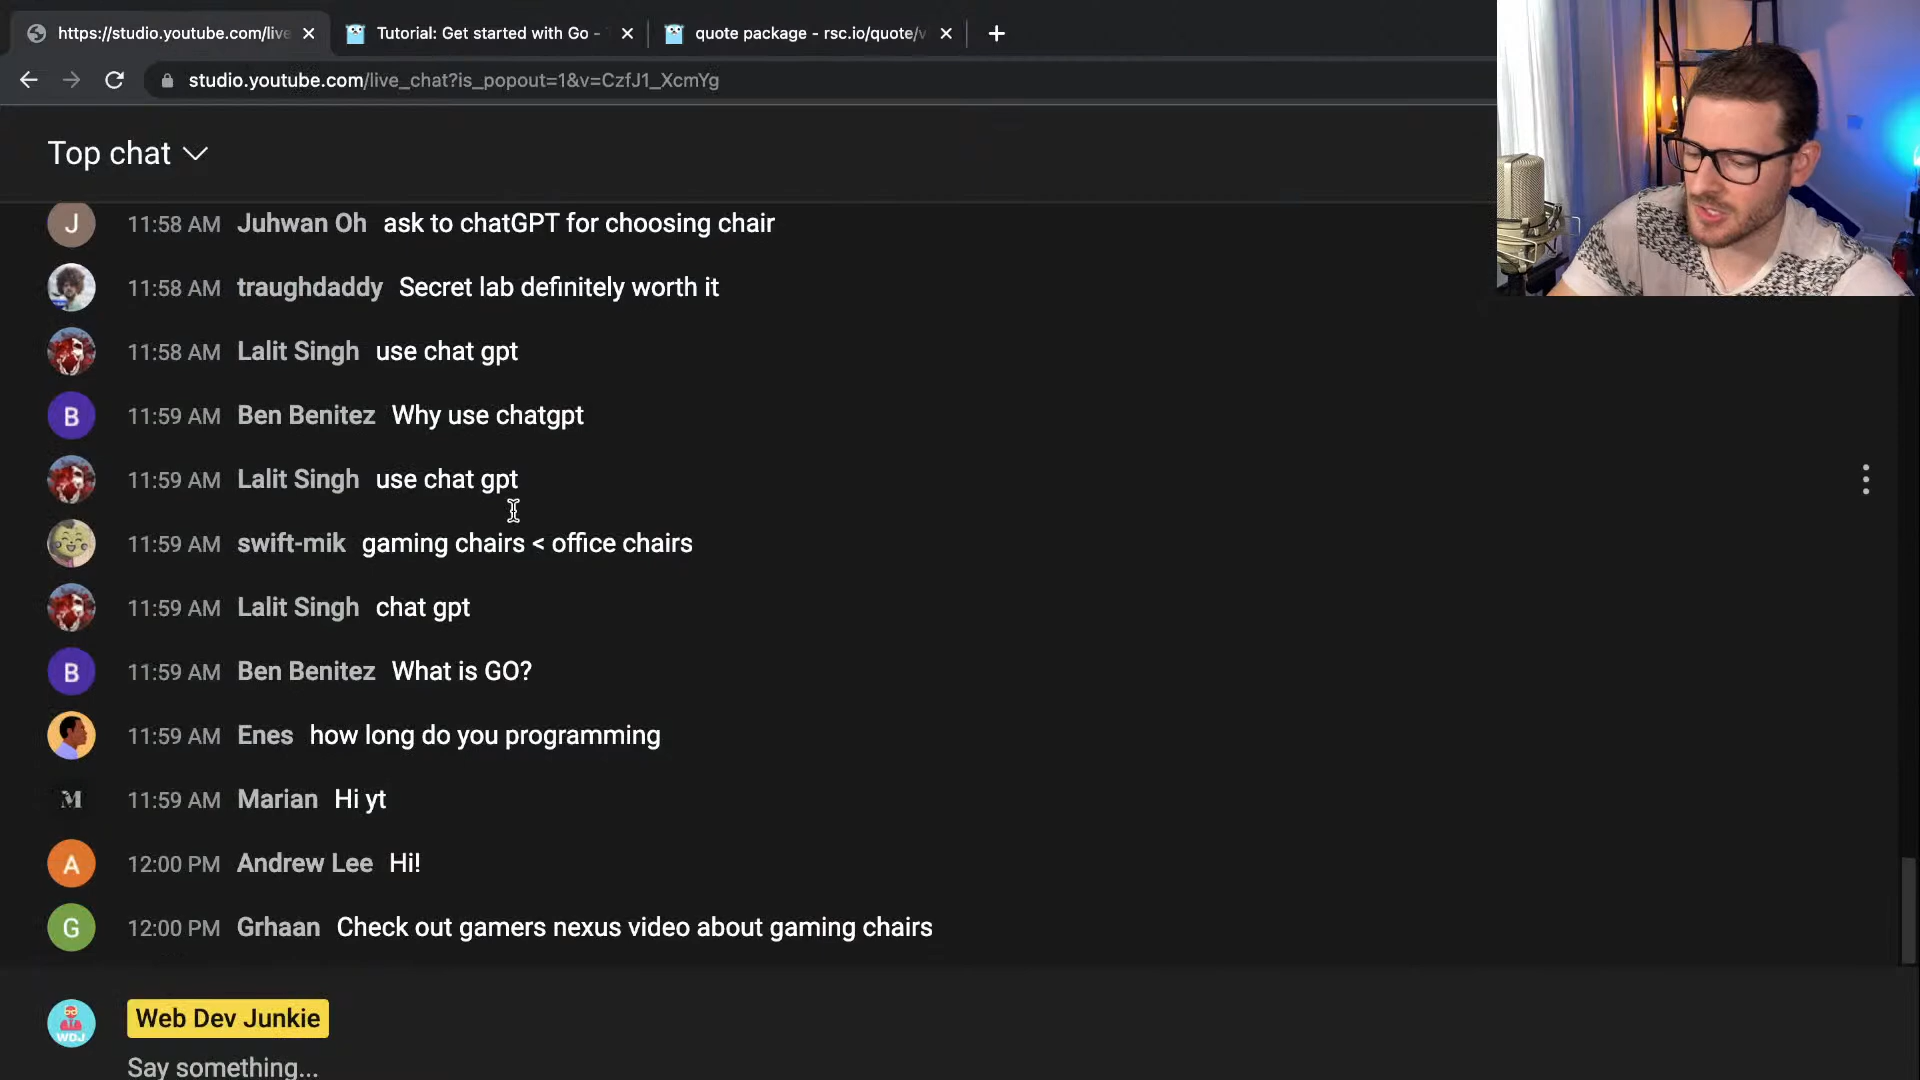 https://studio.youtube.com/live
Tutorial: Get started with Go -
quote package - rsc.io/quote/v
studio.youtube.com/live_chat?is_popout=1&v=CzfJ1_XcmYg
Top chat
J 11:58 AM Juhwan Oh ask to chatGPT for choosing chair
11:58 AM traughdaddy Secret lab definitely worth it
11:58 AM Lalit Singh use chat gpt
B 11:59 AM Ben Benitez Why use chatgpt
11:59 AM Lalit Singh use chat gpt
11:59 AM swift-mik gaming chairs < office chairs
11:59 AM Lalit Singh chat gpt
B 11:59 AM Ben Benitez What is GO?
11:59 AM Enes how long do you programming
M 11:59 AM Marian Hi yt
A 12:00 PM Andrew Lee Hi!
G 12:00 PM Grhaan Check out gamers nexus video about gaming chairs
WDJ Web Dev Junkie
Say something...